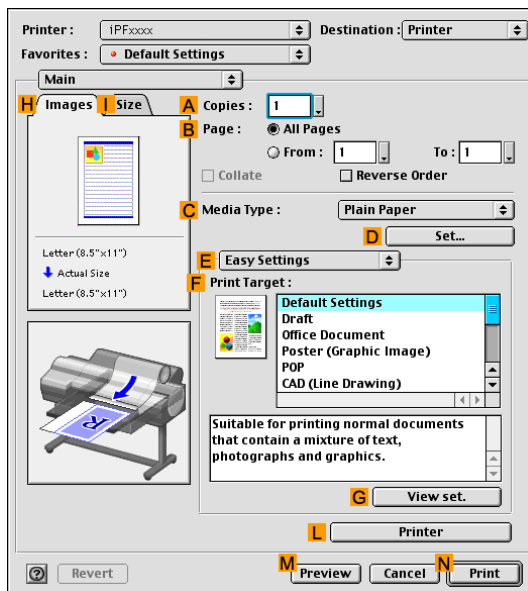 Printer : iPFxxxx Destination : Printer
Favorites : Default Settings
Main
H Images I Size
A Copies : 1
B Page : All Pages
From : 1 To : 1
Collate Reverse Order
C Media Type : Plain Paper
D Set...
Letter (8.5"x11")
Actual Size
Letter (8.5"x11")
E Easy Settings
F Print Target :
Default Settings
Draft
Office Document
Poster (Graphic Image)
POP
CAD (Line Drawing)
R
Suitable for printing normal documents
that contain a mixture of text,
photographs and graphics.
G View set.
L Printer
? Revert M Preview Cancel N Print